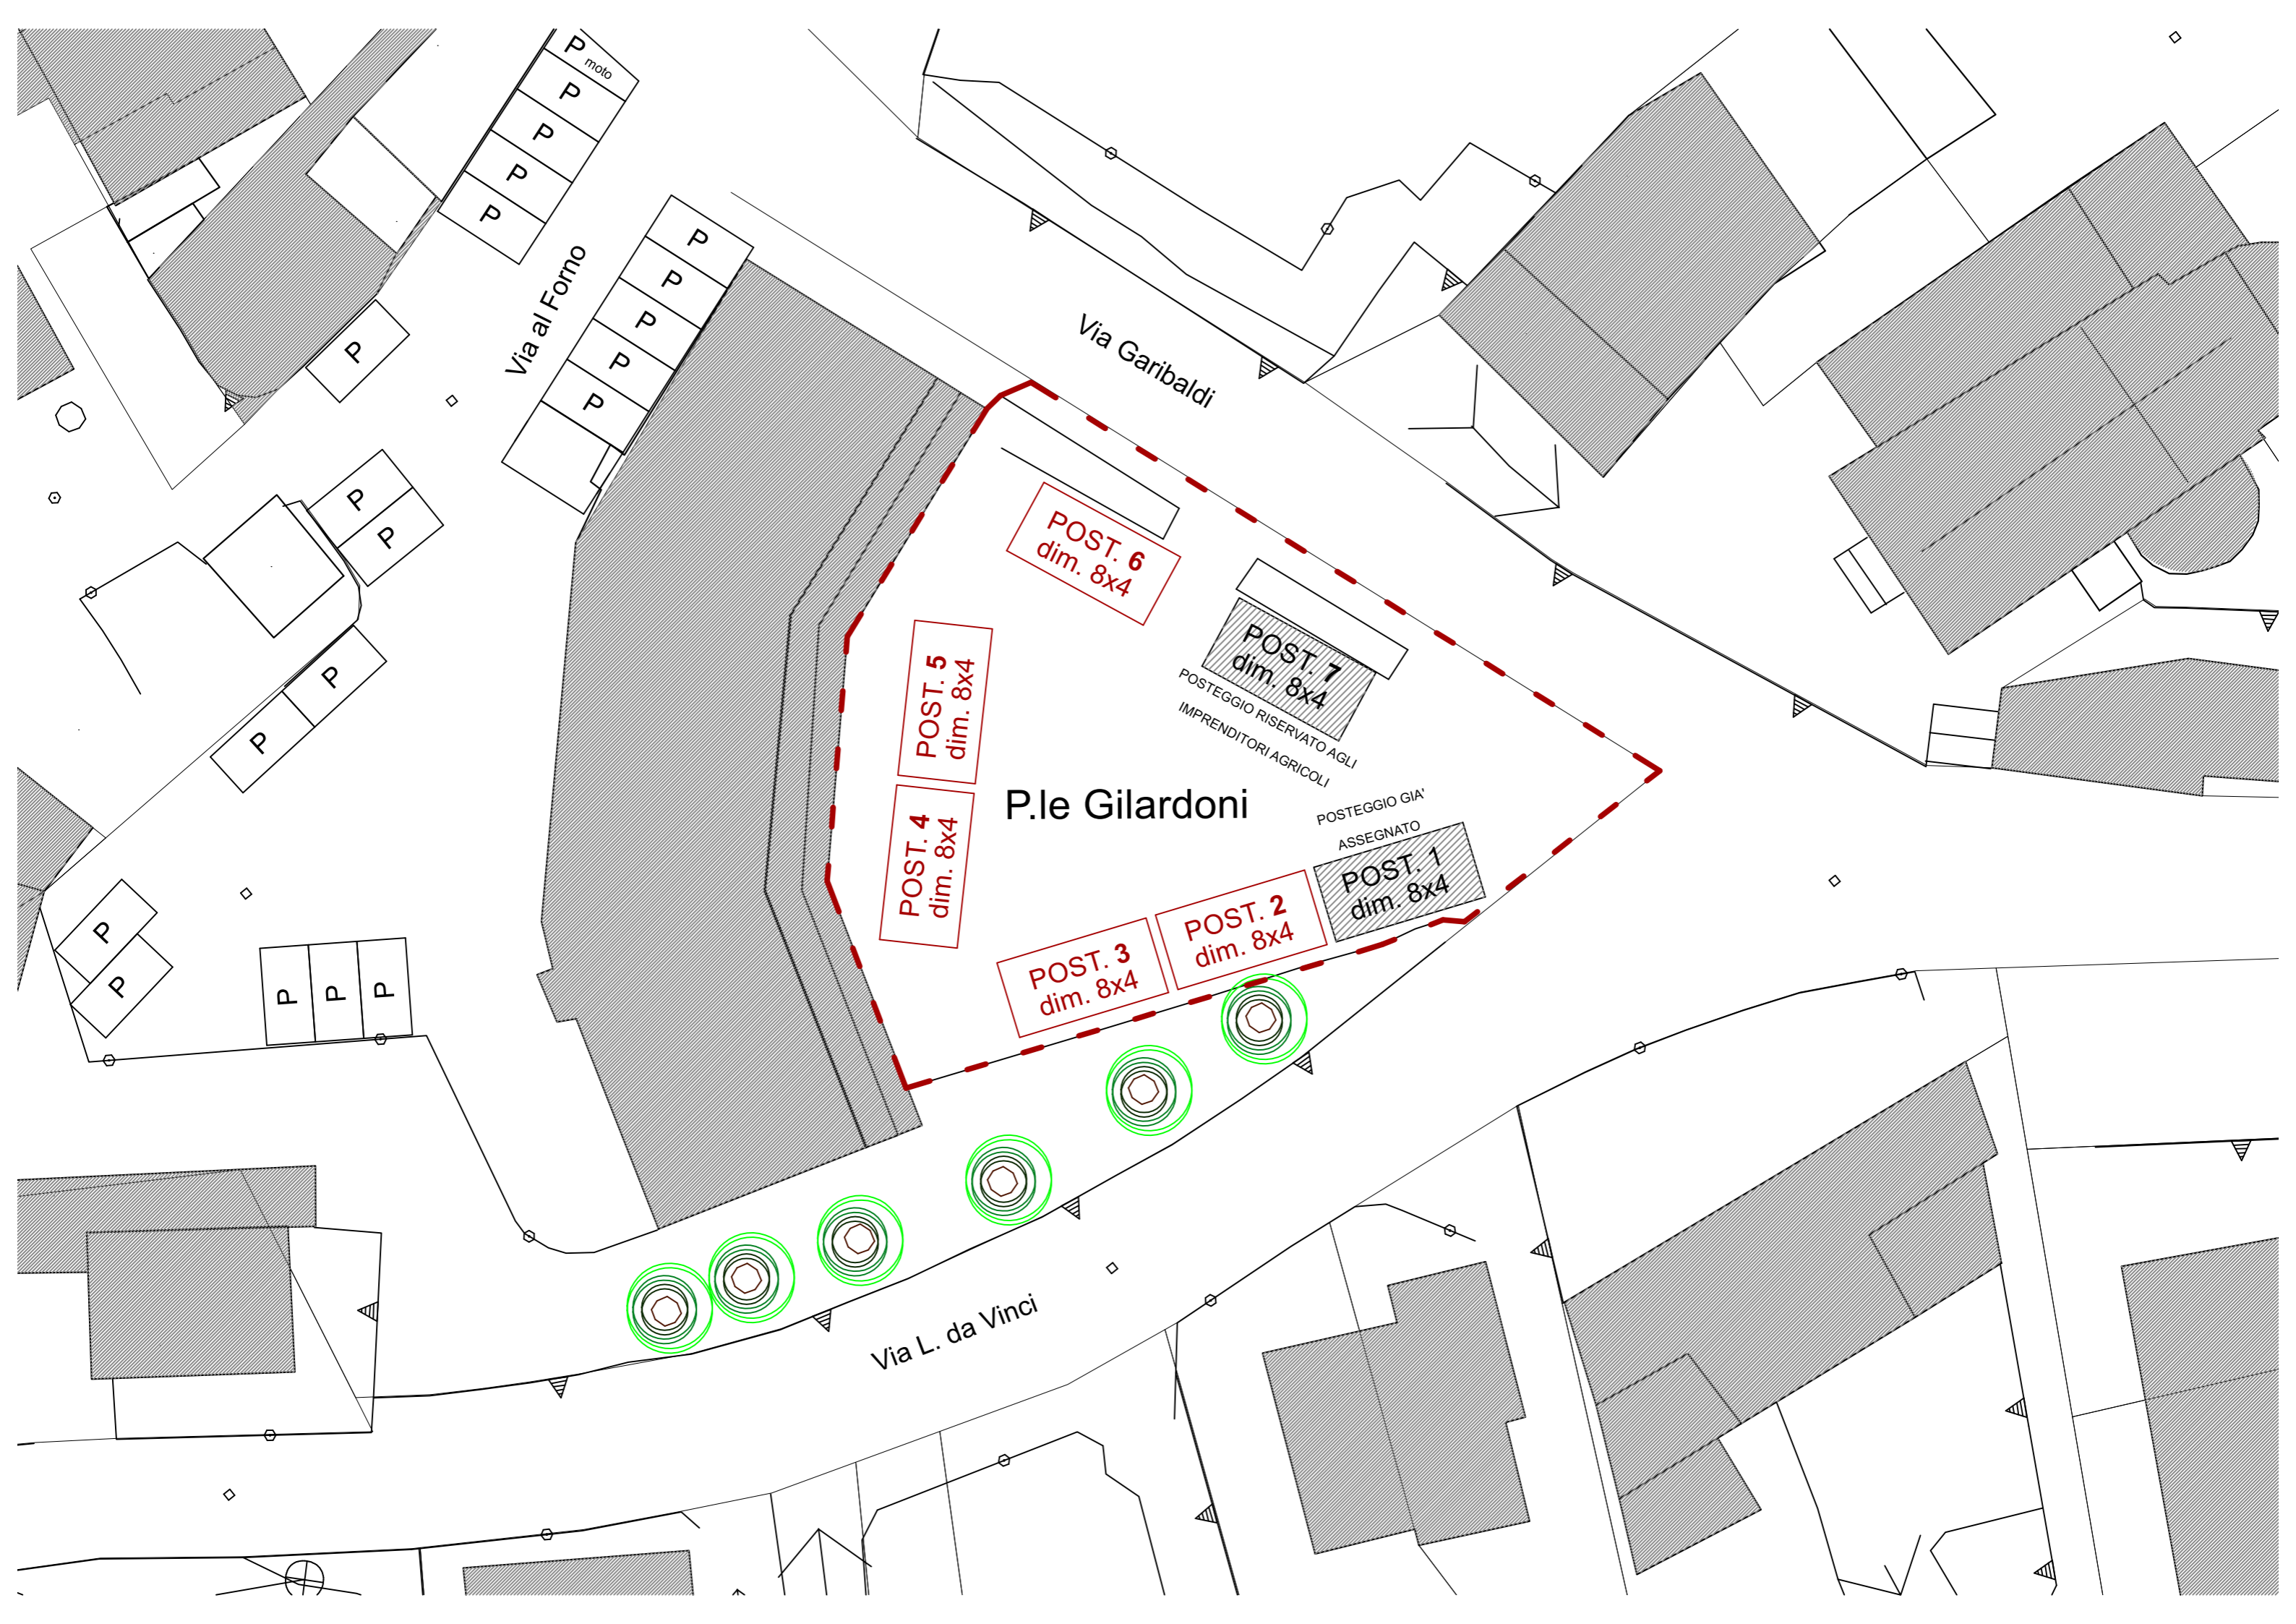 P
moto
P
P
P
P
Via al Forno
P
P
P
P
P
P
Via Garibaldi
P
P
P
P
POST. 6
dim. 8x4
POST. 7
dim. 8x4
POSTEGGIO RISERVATO AGLI
IMPRENDITORI AGRICOLI
POST. 5
dim. 8x4
P.le Gilardoni
POST. 4
dim. 8x4
POSTEGGIO GIA'
ASSEGNATO
POST. 1
dim. 8x4
POST. 2
dim. 8x4
POST. 3
dim. 8x4
P
P
P
P
P
Via L. da Vinci